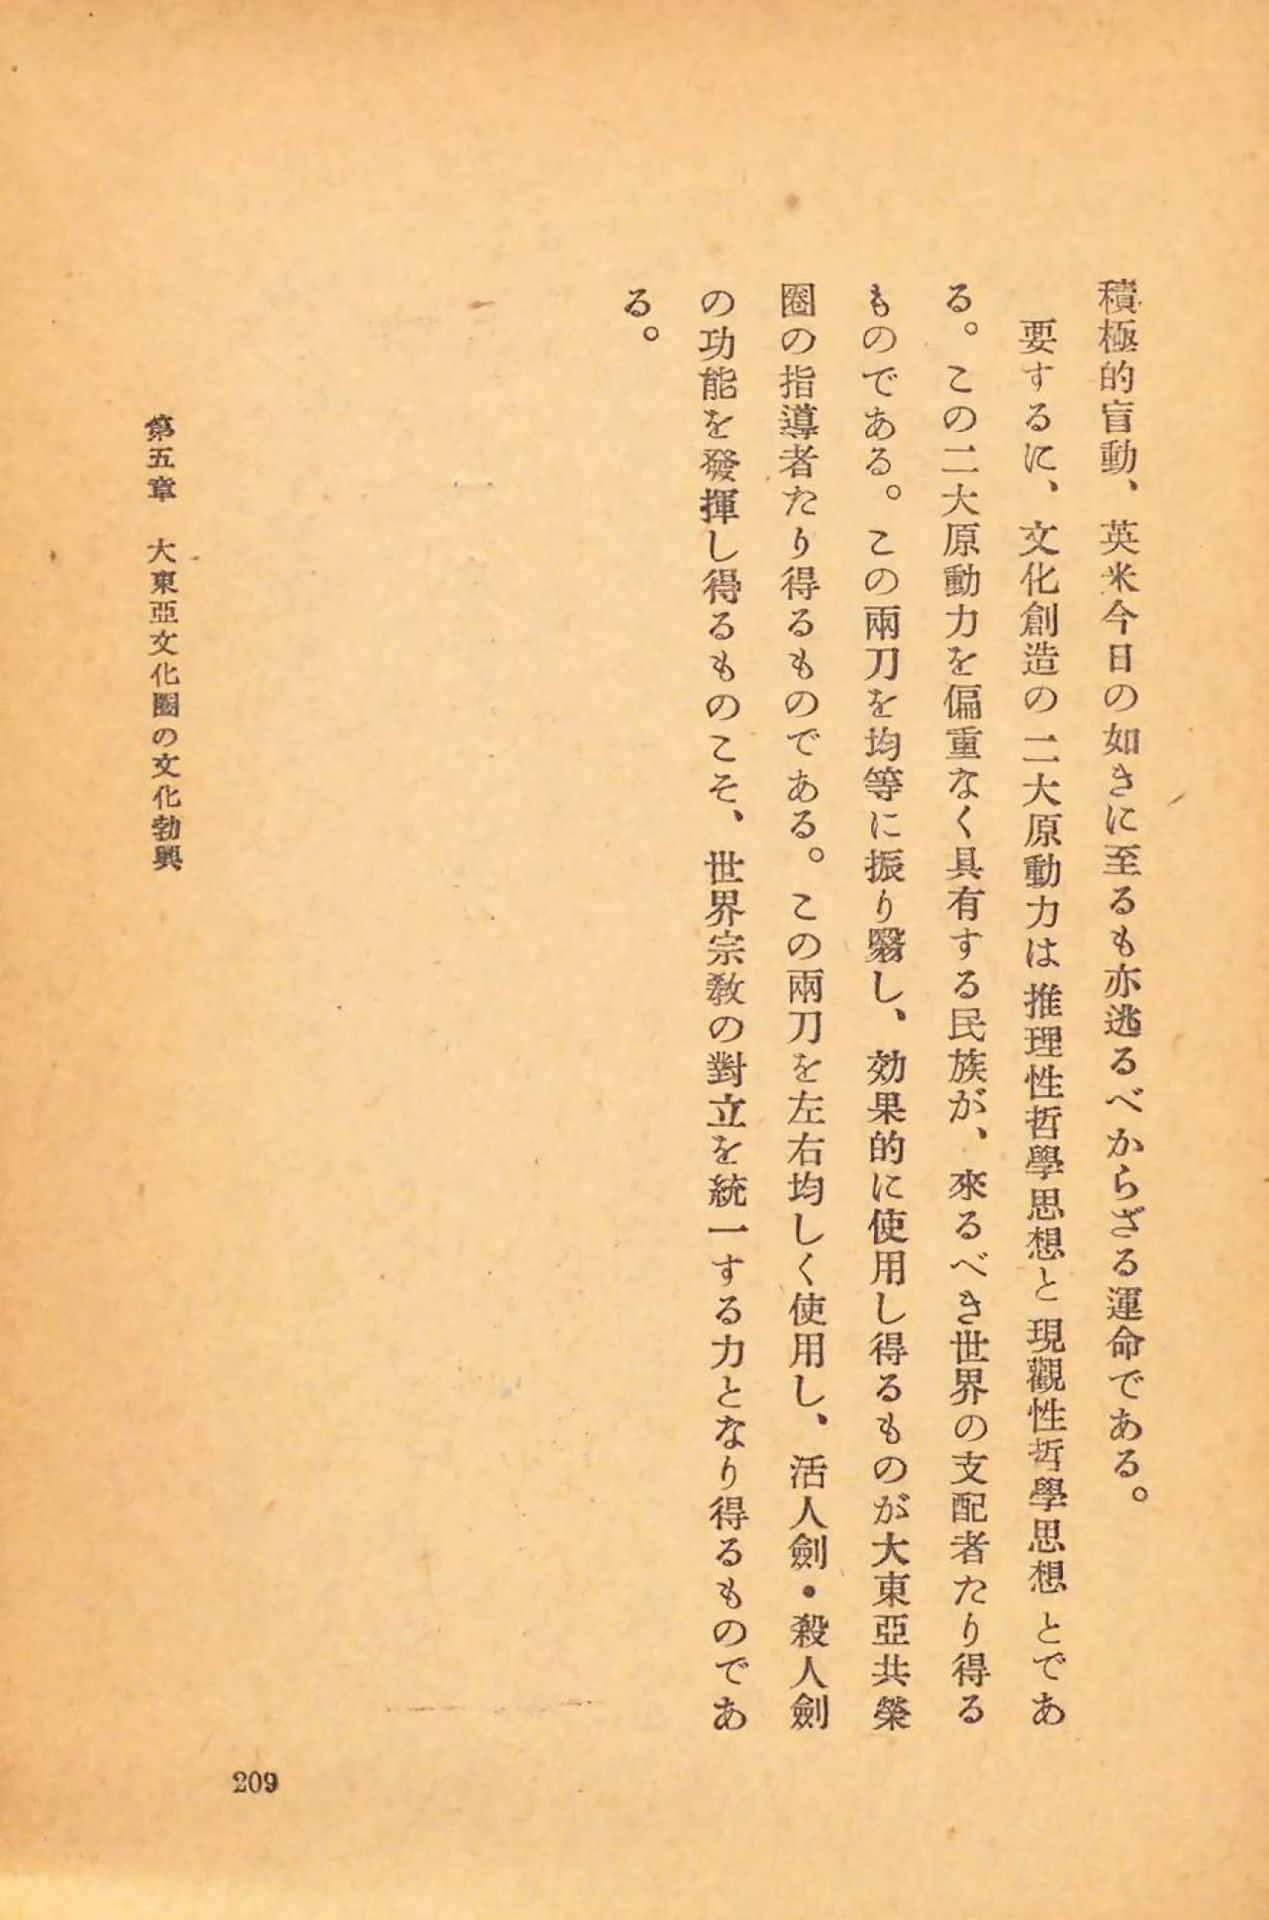 積極的盲動、英米今日の如きに至るも亦逃るべからざる運命である。
要するに、文化創造の二大原動力は推理性哲學思想と現觀性哲學思想とであ
る。この二大原動力を偏重なく具有する民族が、來るべき世界の支配者たり得る
ものである。この兩刀を均等に振り翳し、効果的に使用し得るものが大東亞共榮
圈の指導者たり得るものである。この兩刀を左右均しく使用し、活人劍・殺人劍
の功能を發揮し得るものこそ、世界宗教の對立を統一する力となり得るものであ
る。
第五章 大東亞文化圈の文化勃興
209